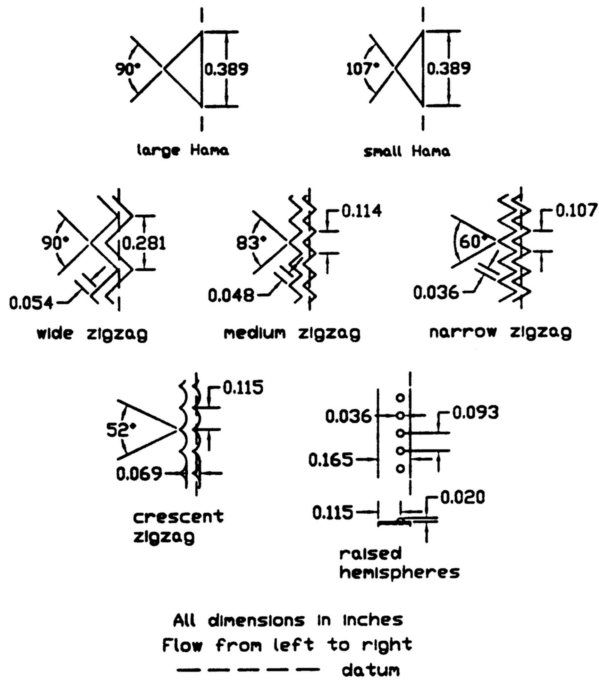 90°
0.389
107°
0.389
large Hama
small Hama
90°
0.281
0.054
83°
0.114
0.048
60°
0.107
0.036
wide zigzag
medium zigzag
narrow zigzag
52°
0.115
0.069
0.036
0.093
0.165
0.115
0.020
crescent
zigzag
raised
hemispheres
All dimensions in inches
Flow from left to right
datum